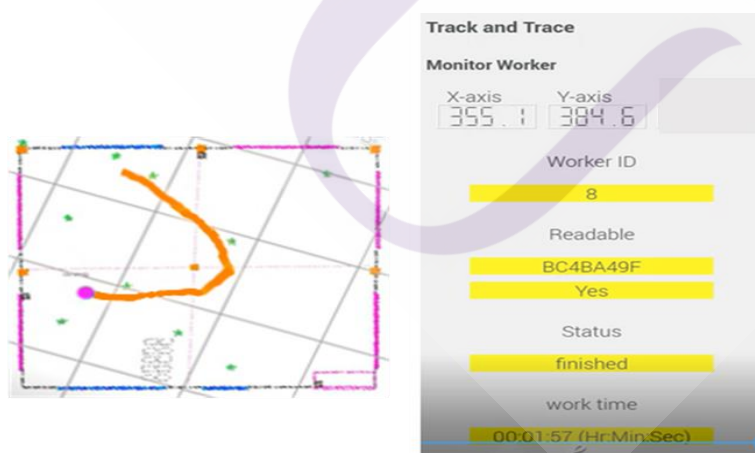 Track and Trace
Monitor Worker
X-axis Y-axis
355.1 384.6
Worker ID
8
Readable
BC4BA49F
Yes
Status
finished
work time
00:01:57 (Hr:Min:Sec)